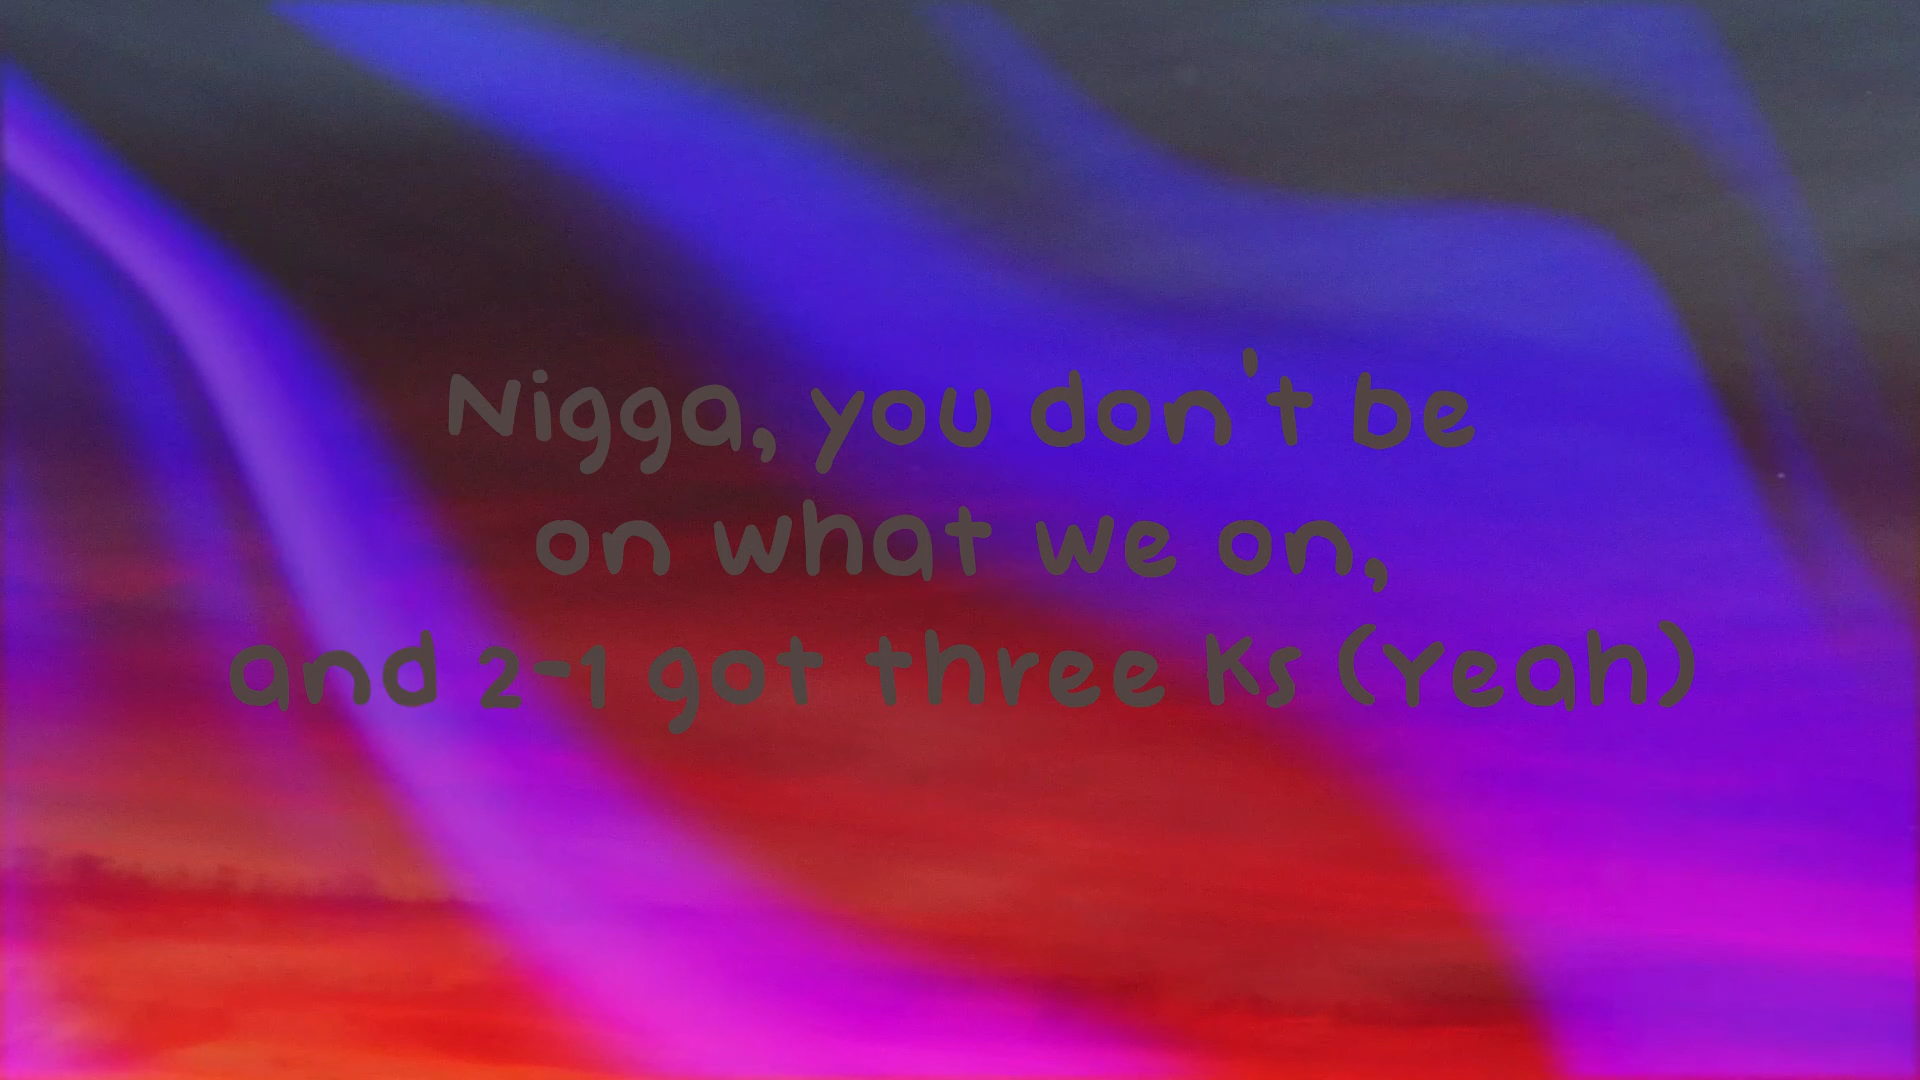 Nigga, you don't be
on what we on,
and 2-1 got three Ks (Yeah)